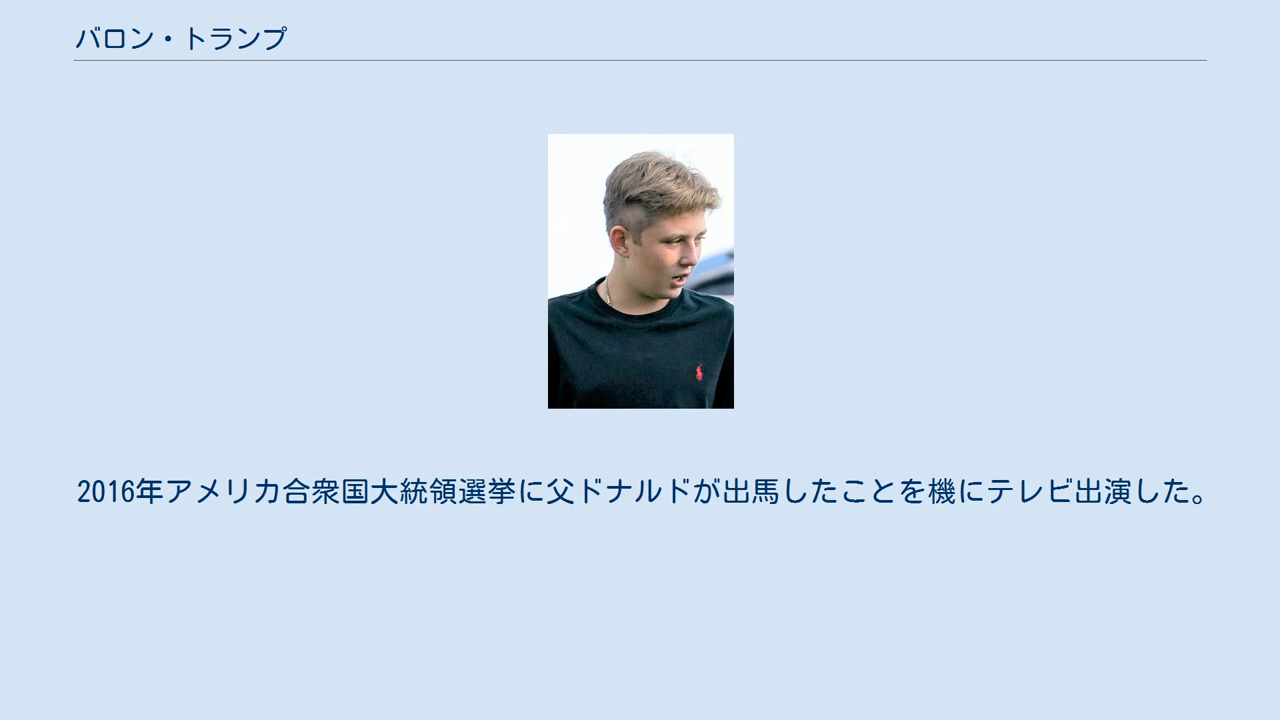 バロン・トランプ
2016年アメリカ合衆国大統領選挙に父ドナルドが出馬したことを機にテレビ出演した。